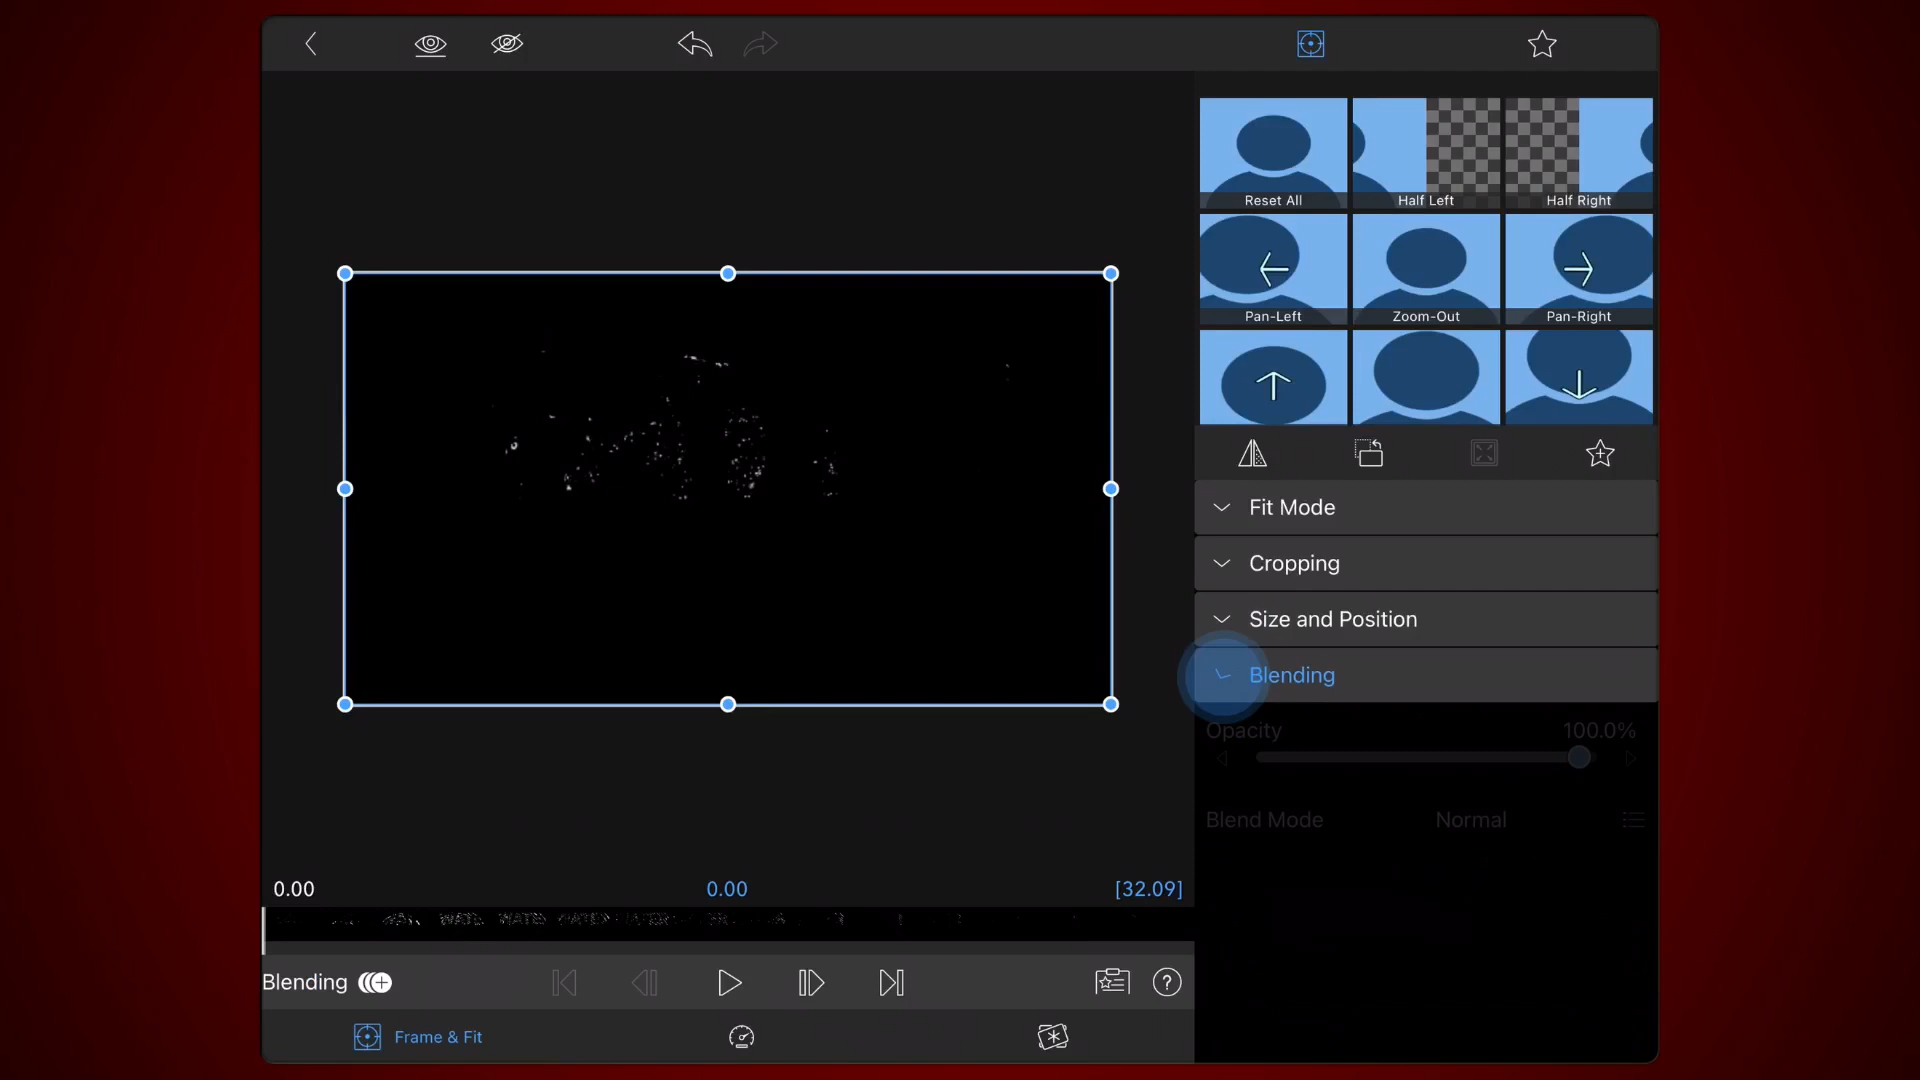 Reset All
Half Left
Half Right
Pan-Left
Zoom-Out
Pan-Right
Fit Mode
Cropping
Size and Position
Blending
Opacity 100.0%
Blend Mode Normal
0.00 0.00 [32.09]
Blending
Frame & Fit